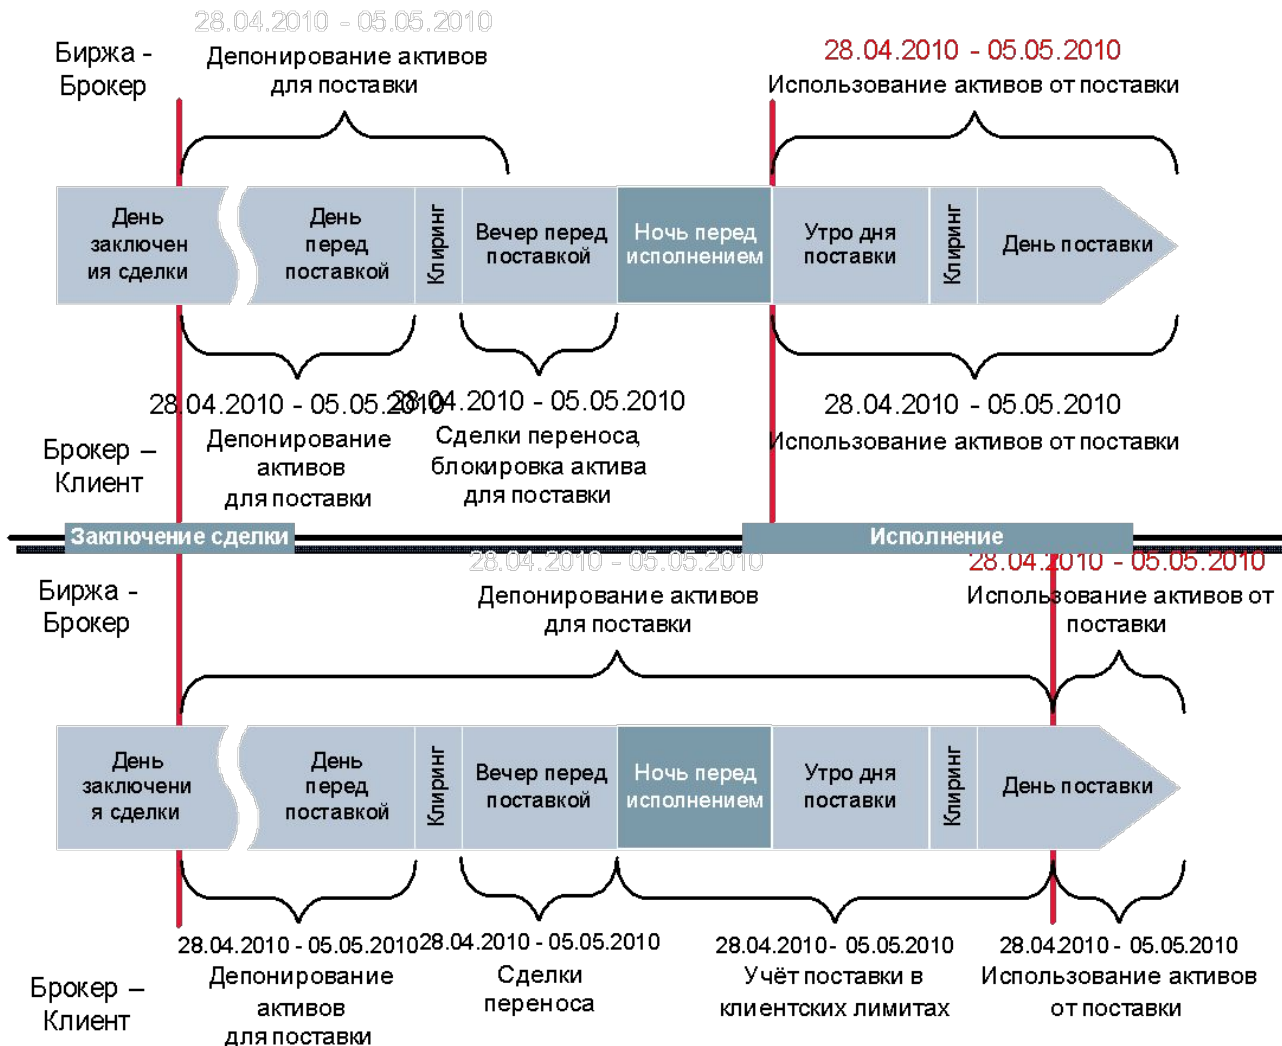 28.04.2010 - 05.05.2010
Биржа -
Брокер
Депонирование активов
для поставки
28.04.2010 - 05.05.2010
Использование активов от поставки
День
заключен
ия сделки
День
перед
поставкой
Клиринг
Вечер перед
поставкой
Ночь перед
исполнением
Утро дня
поставки
Клиринг
День поставки
28.04.2010 - 05.05.2010
Депонирование
активов
для поставки
28.04.2010 - 05.05.2010
Сделки переноса,
блокировка актива
для поставки
28.04.2010 - 05.05.2010
Использование активов от поставки
Брокер –
Клиент
Заключение сделки
Исполнение
Биржа -
Брокер
28.04.2010 - 05.05.2010
Депонирование активов
для поставки
28.04.2010 - 05.05.2010
Использование активов от
поставки
День
заключени
я сделки
День
перед
поставкой
Клиринг
Вечер перед
поставкой
Ночь перед
исполнением
Утро дня
поставки
Клиринг
День поставки
Брокер –
Клиент
28.04.2010 - 05.05.2010
Депонирование
активов
для поставки
28.04.2010 - 05.05.2010
Сделки
переноса
28.04.2010- 05.05.2010
Учёт поставки в
клиентских лимитах
28.04.2010 - 05.05.2010
Использование активов
от поставки